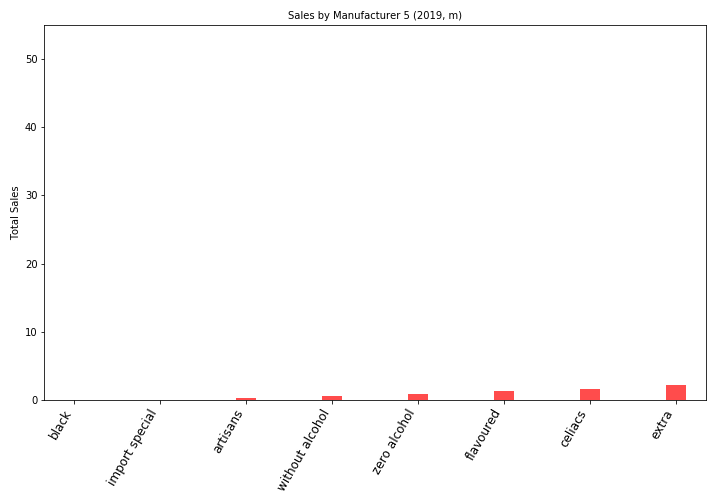 Sales by Manufacturer 5 (2019, m)
Total Sales
50
40
30
20
10
0
black
import special
artisans
without alcohol
zero alcohol
flavoured
celiacs
extra